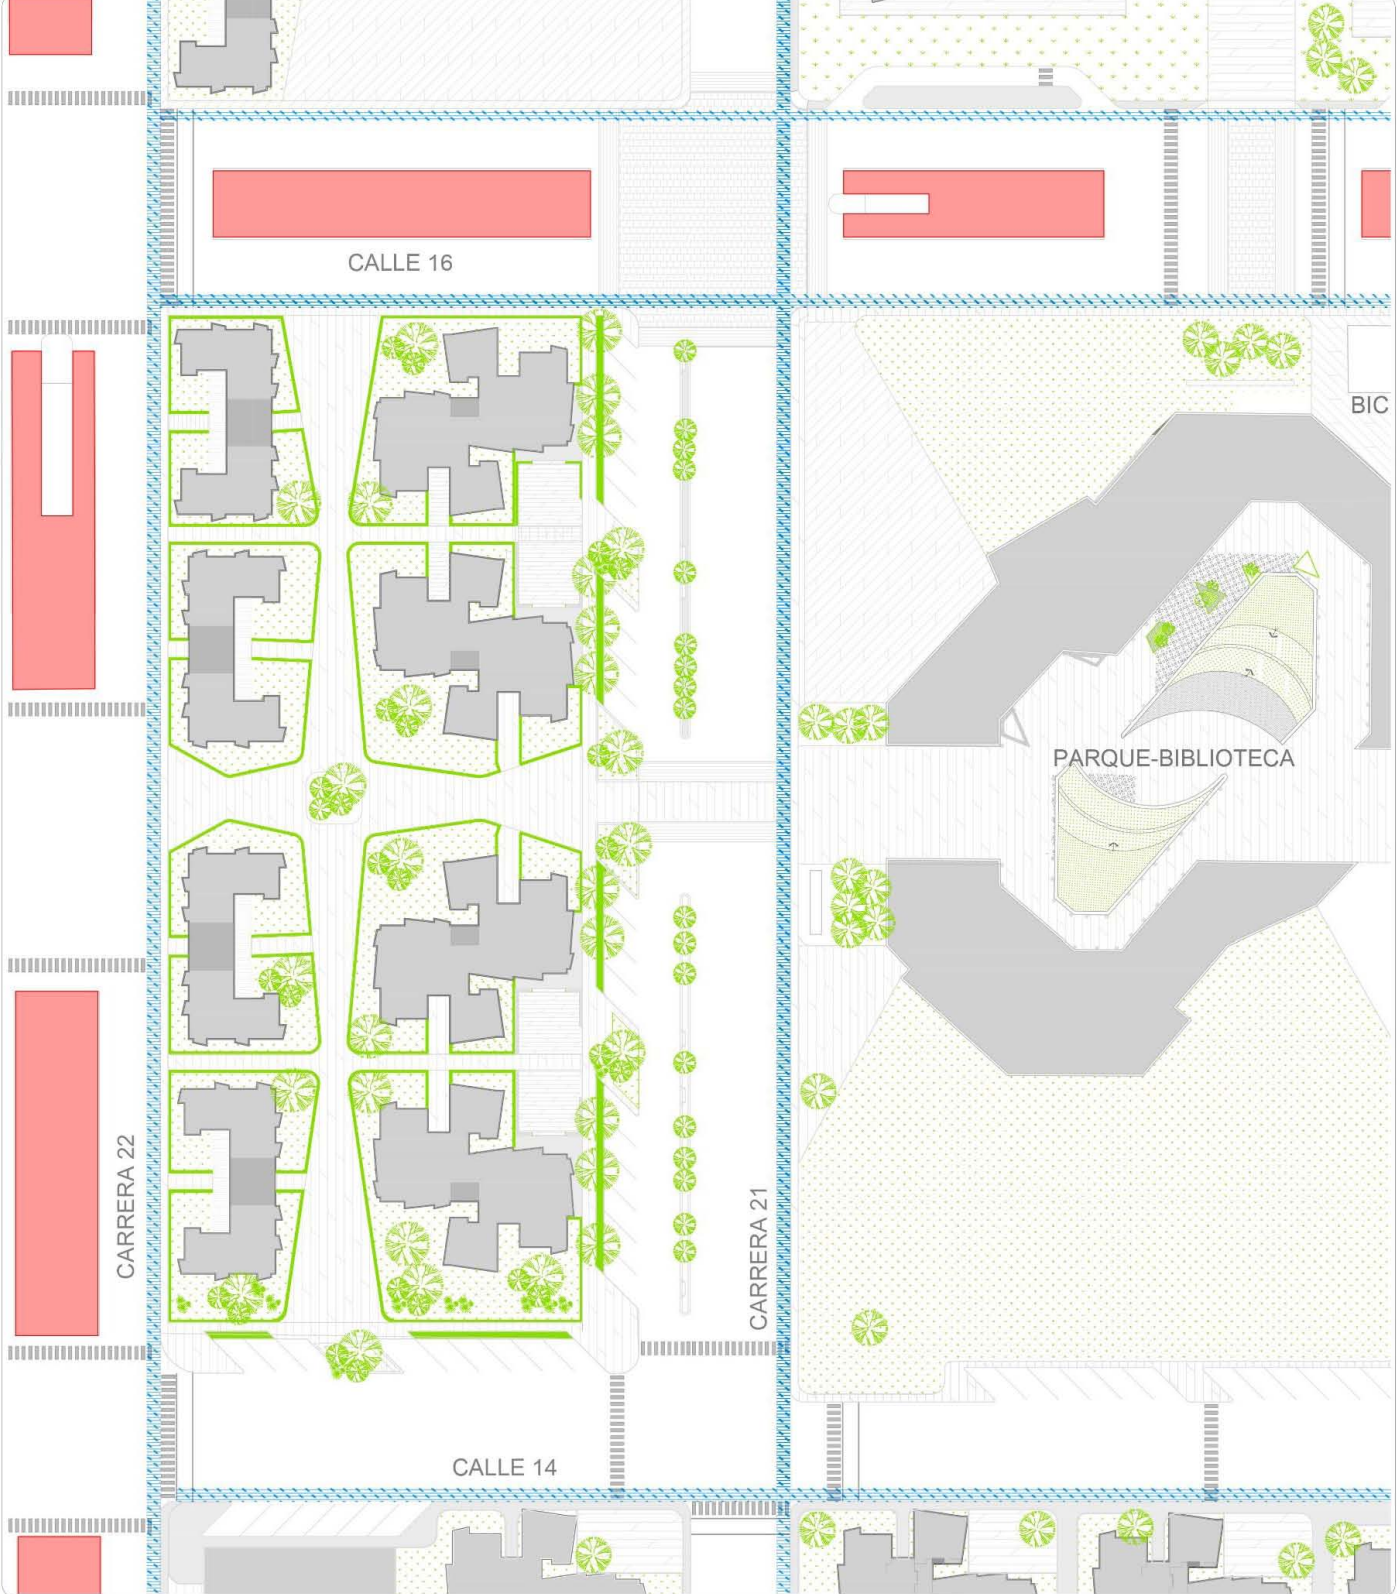 CALLE 16
BIC
PARQUE-BIBLIOTECA
CARRERA 22
CARRERA 21
CALLE 14